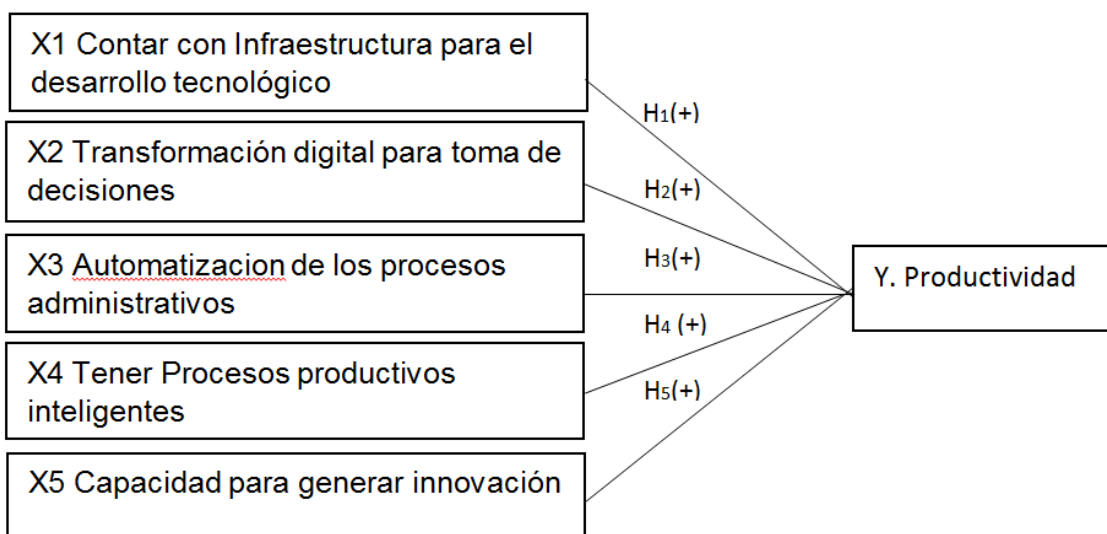 X1 Contar con Infraestructura para el
desarrollo tecnológico
H1(+)
X2 Transformación digital para toma de
decisiones
H2(+)
X3 Automatizacion de los procesos
administrativos
H3(+)
Y. Productividad
X4 Tener Procesos productivos
inteligentes
H4 (+)
X5 Capacidad para generar innovación
H5(+)